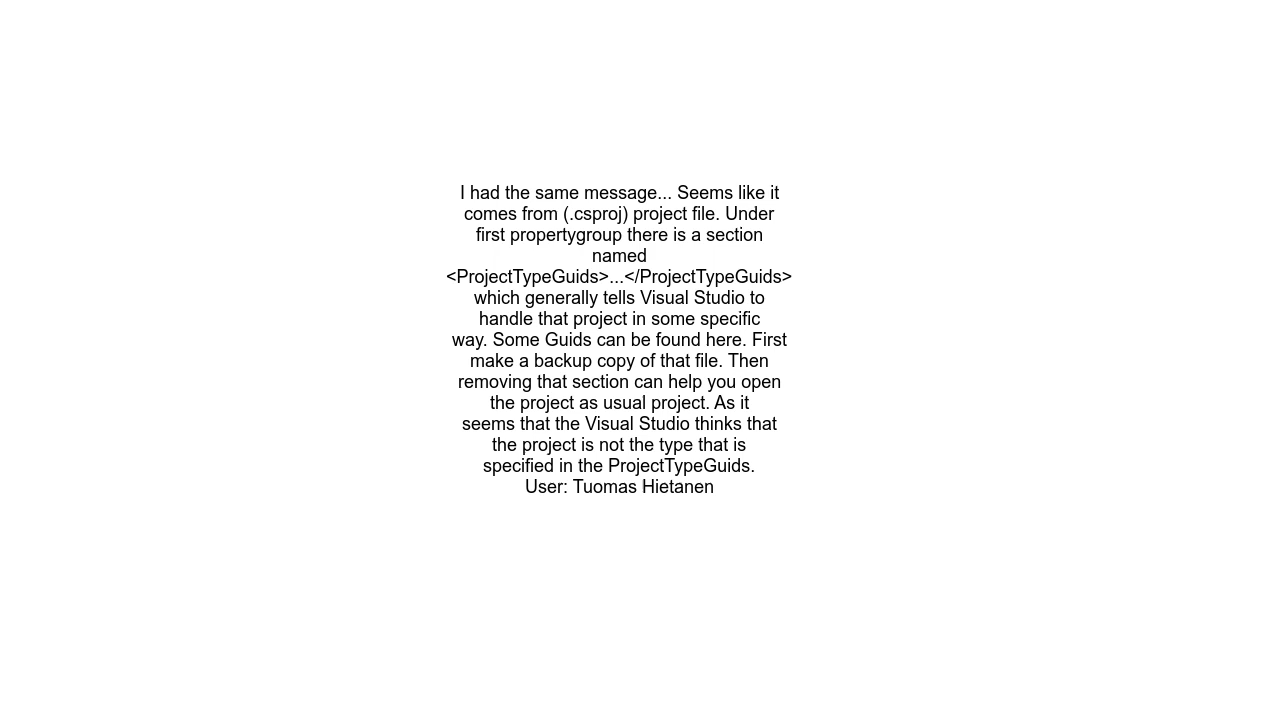 I had the same message... Seems like it
comes from (.csproj) project file. Under
first propertygroup there is a section
named
<ProjectTypeGuids>...</ProjectTypeGuids>
which generally tells Visual Studio to
handle that project in some specific
way. Some Guids can be found here. First
make a backup copy of that file. Then
removing that section can help you open
the project as usual project. As it
seems that the Visual Studio thinks that
the project is not the type that is
specified in the ProjectTypeGuids.
User: Tuomas Hietanen